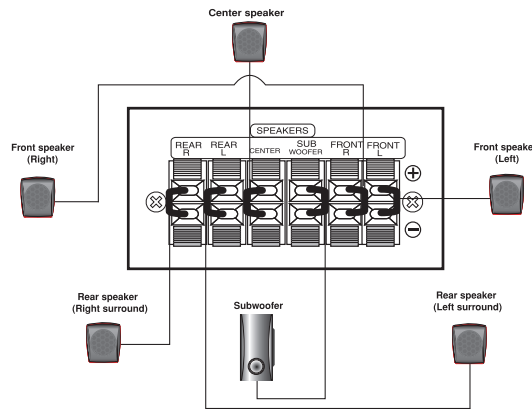 Center speaker
SPEAKERS
REAR R
REAR L
CENTER
SUB WOOFER
FRONT R
FRONT L
Front speaker
(Right)
Front speake
(Left)
+
−
Rear speaker
(Right surround)
Subwoofer
Rear speaker
(Left surround)